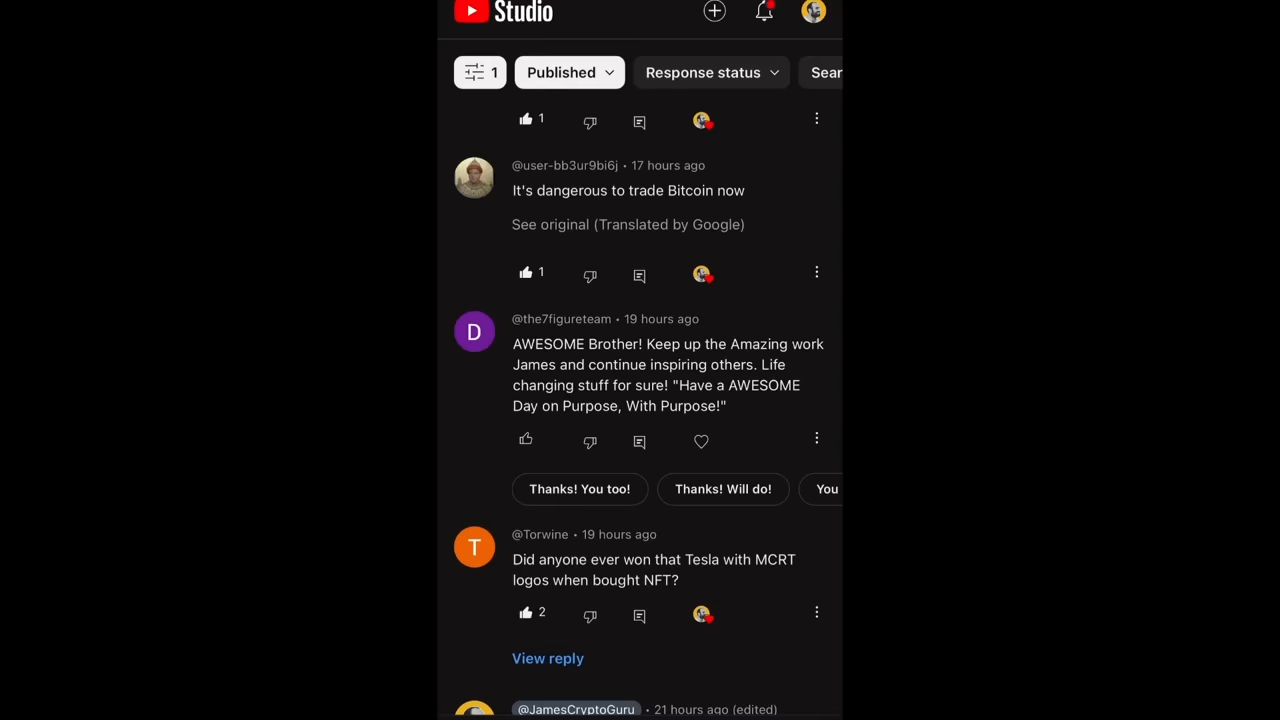 Studio
1 Published Response status Sear
1
@user-bb3ur9bi6j • 17 hours ago
It's dangerous to trade Bitcoin now
See original (Translated by Google)
1
D @the7figureteam • 19 hours ago
AWESOME Brother! Keep up the Amazing work
James and continue inspiring others. Life
changing stuff for sure! "Have a AWESOME
Day on Purpose, With Purpose!"
Thanks! You too! Thanks! Will do! You
T @Torwine • 19 hours ago
Did anyone ever won that Tesla with MCRT
logos when bought NFT?
2
View reply
@JamesCryptoGuru • 21 hours ago (edited)